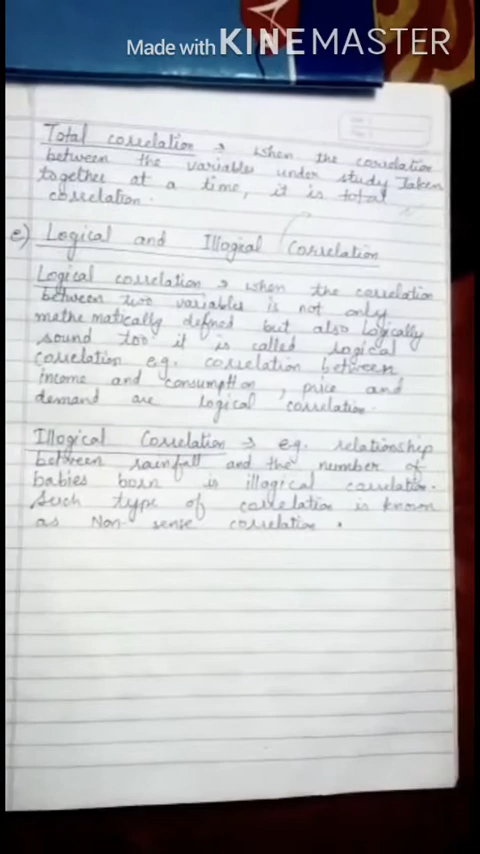 Made with KINEMASTER
Total correlation → when the correlation
between the variables under study taken
together at a time, it is total
correlation.
e) Logical and Illogical Correlation
Logical correlation → when the correlation
between two variables is not only
mathematically defined but also logically
sound too it is called logical
correlation e.g. correlation between
income and consumption, price and
demand are logical correlation.
Illogical Correlation → e.g. relationship
between rainfall and the number of
babies born is illogical correlation.
Such type of correlation is known
as Non-sense correlation.